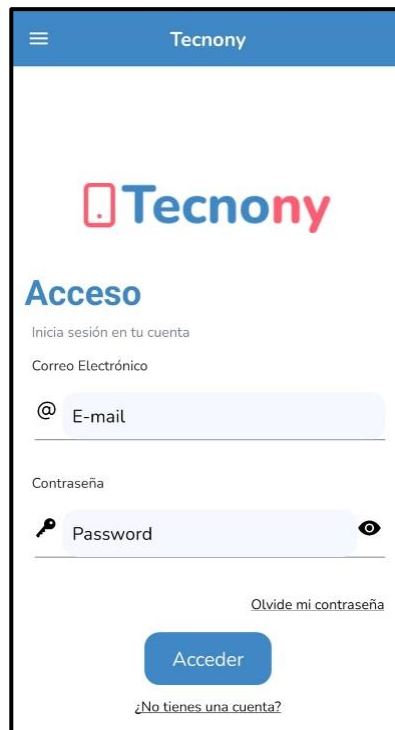 Tecnony
Tecnony
Acceso
Inicia sesión en tu cuenta
Correo Electrónico
@ E-mail
Contraseña
Password
Olvide mi contraseña
Acceder
¿No tienes una cuenta?